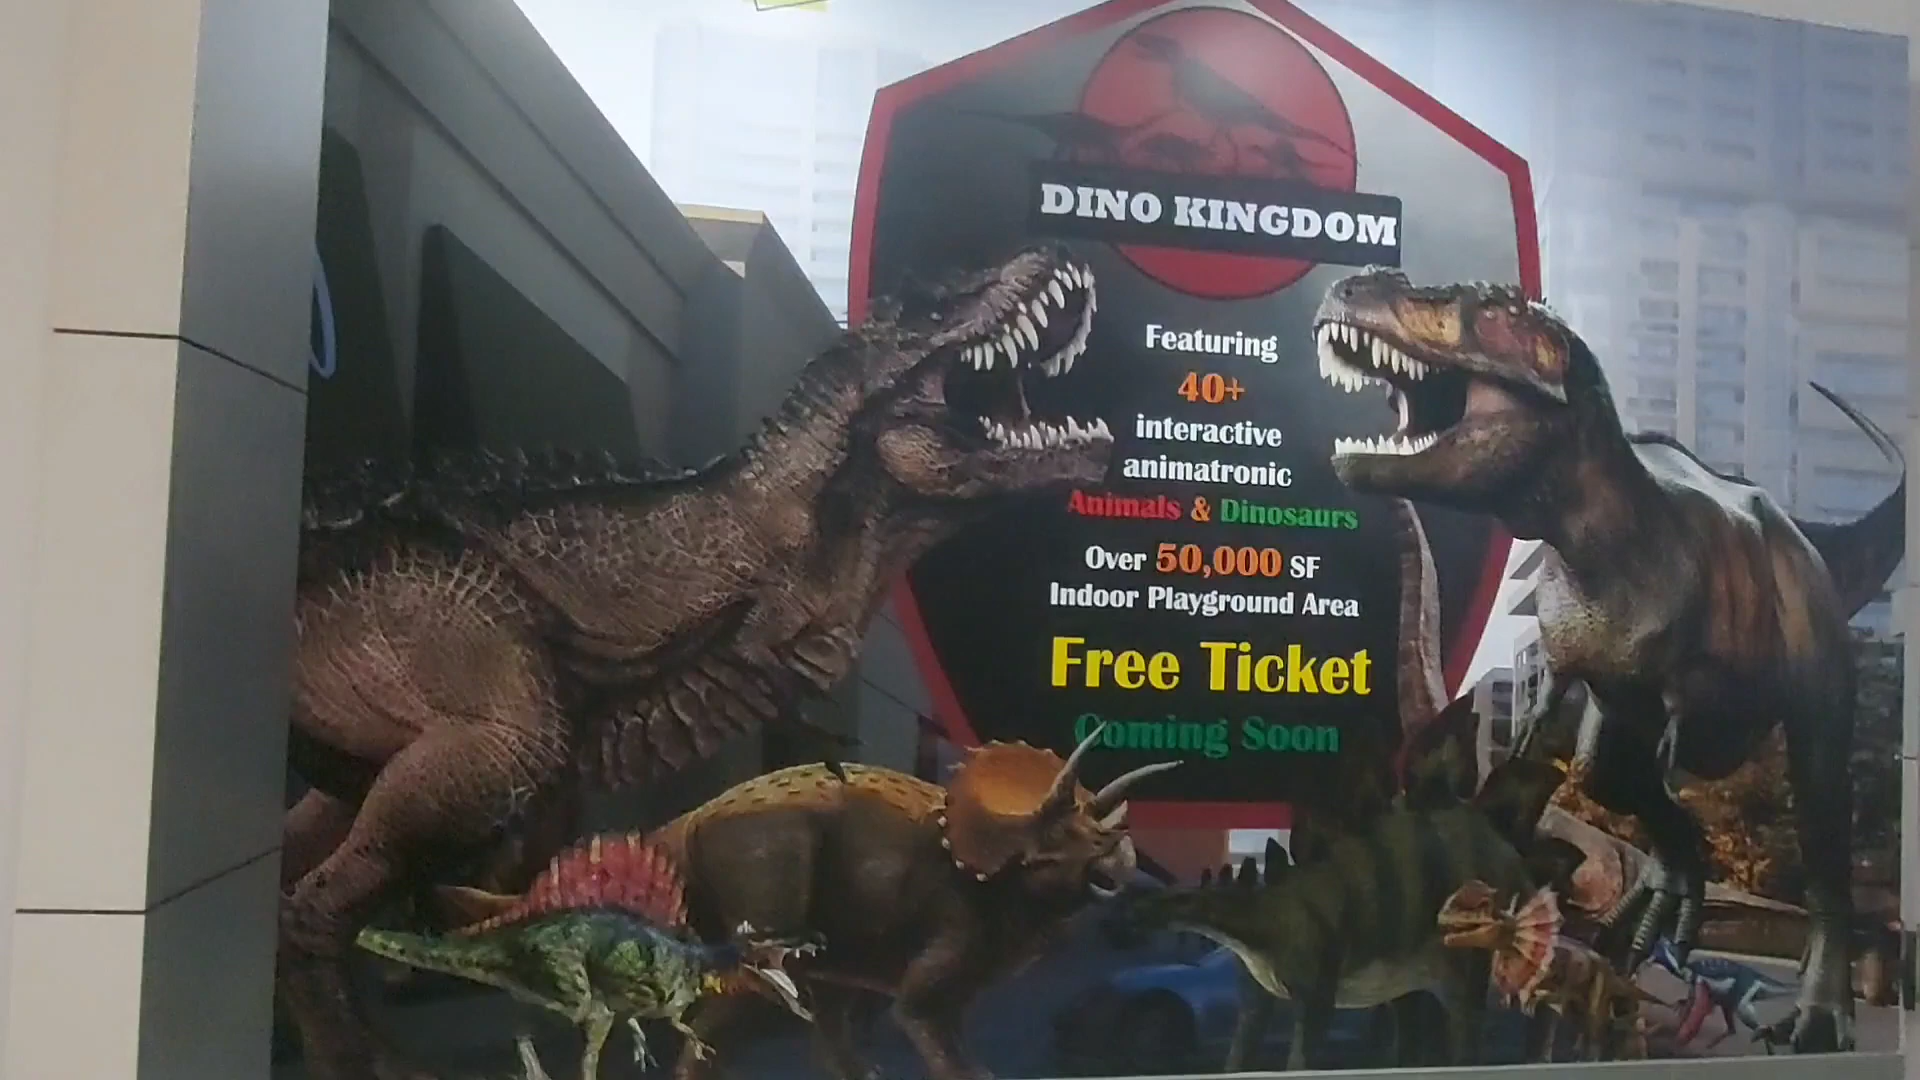 DINO KINGDOM
Featuring
40+
interactive
animatronic
Animals & Dinosaurs
Over 50,000 SF
Indoor Playground Area
Free Ticket
Coming Soon